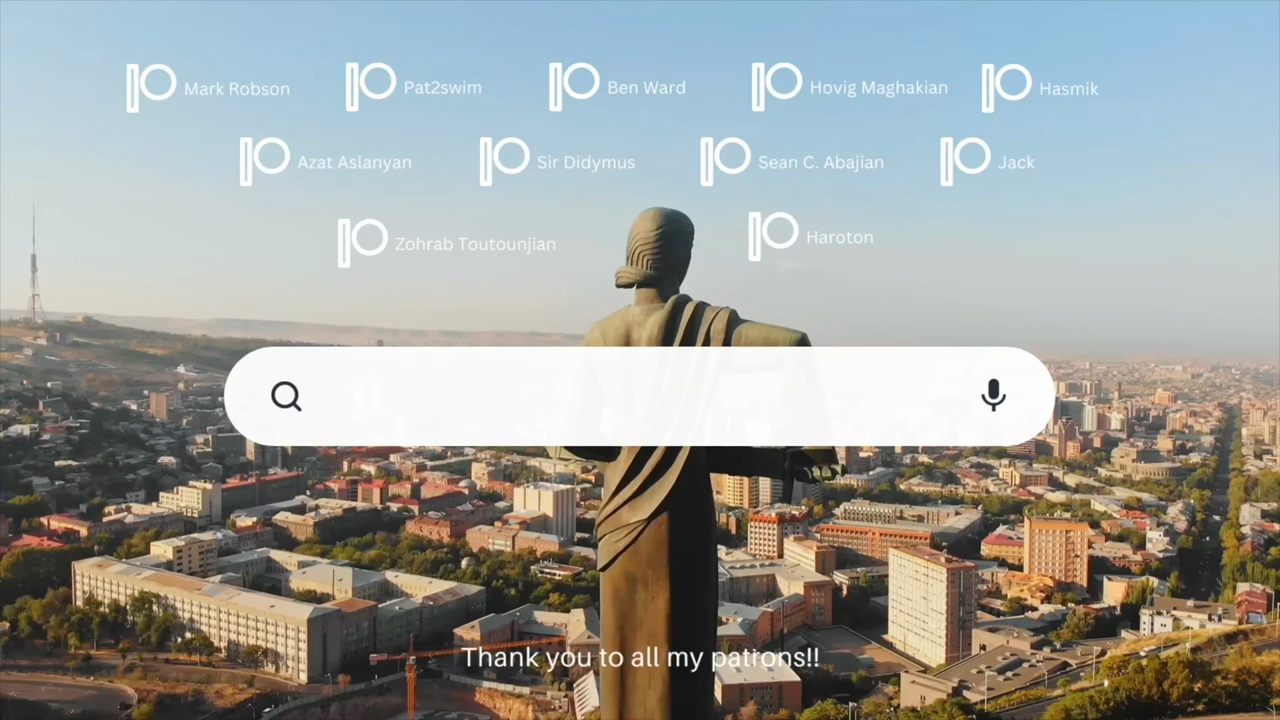 Mark Robson Pat2swim Ben Ward Hovig Maghakian Hasmik
Azat Aslanyan Sir Didymus Sean C. Abajian Jack
Zohrab Toutounjian Haroton
Thank you to all my patrons!!